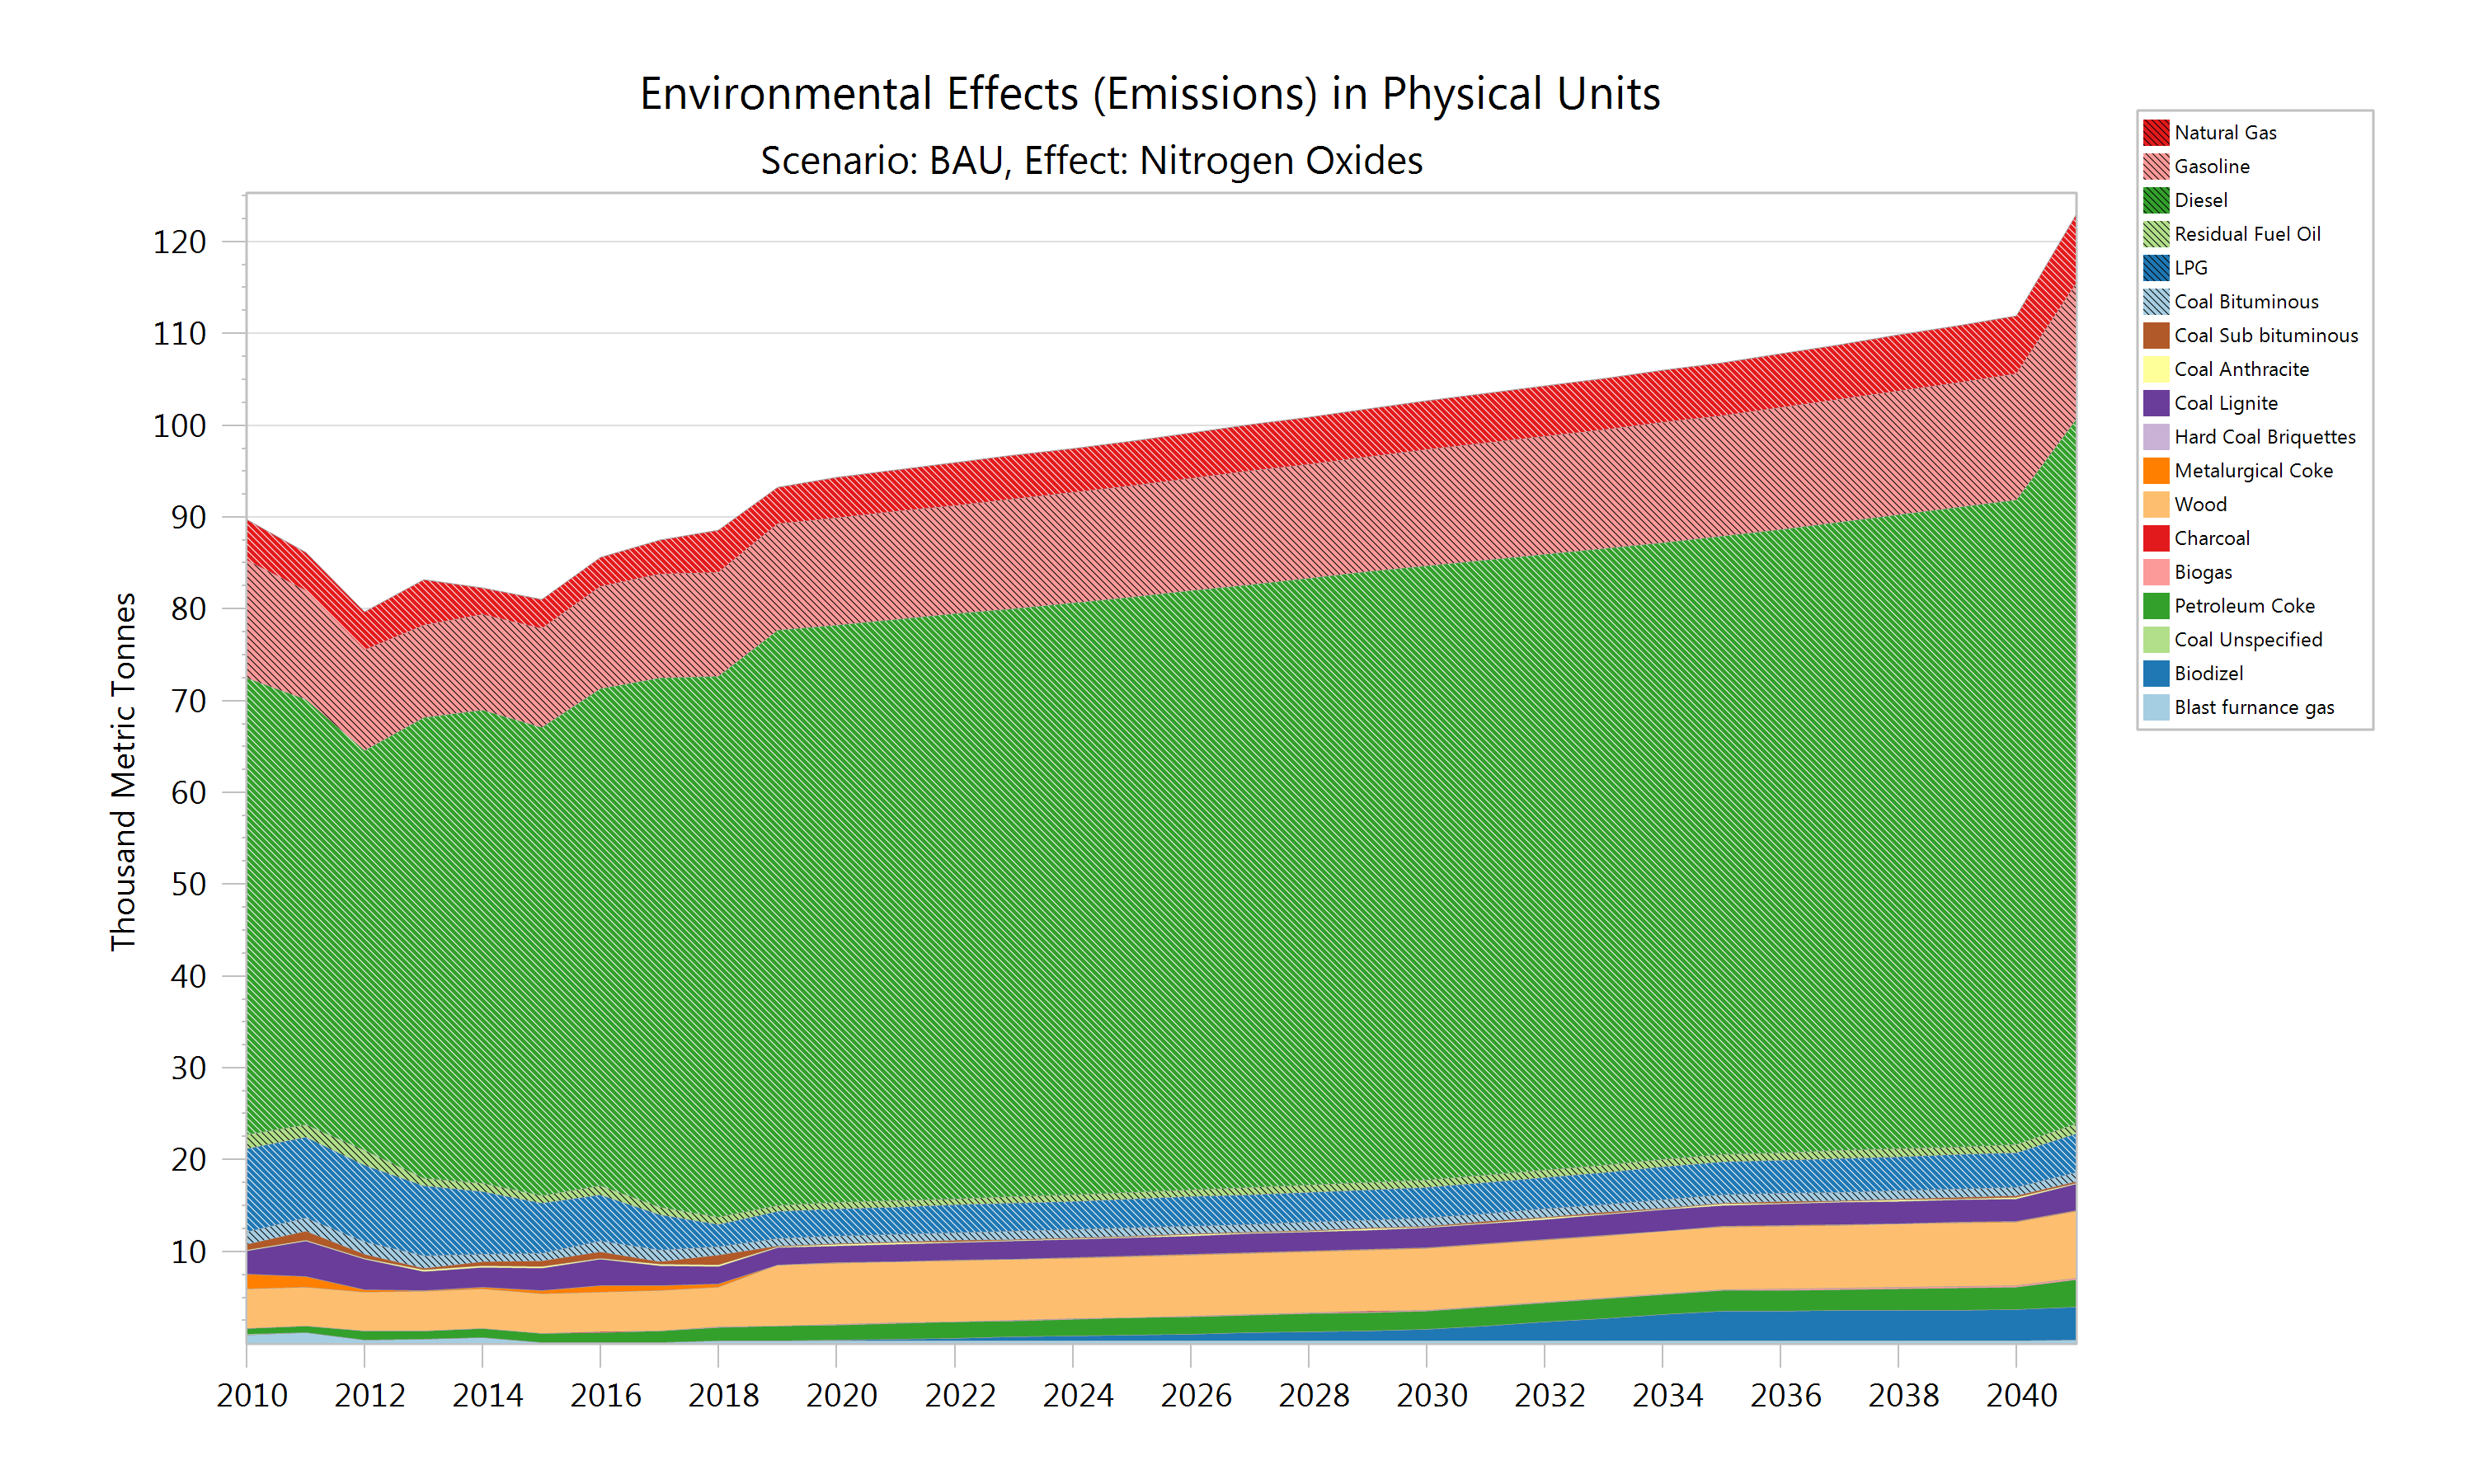 Environmental Effects (Emissions) in Physical Units
Scenario: BAU, Effect: Nitrogen Oxides
Thousand Metric Tonnes
120
110
100
90
80
70
60
50
40
30
20
10
2010 2012 2014 2016 2018 2020 2022 2024 2026 2028 2030 2032 2034 2036 2038 2040
Natural Gas
Gasoline
Diesel
Residual Fuel Oil
LPG
Coal Bituminous
Coal Sub bituminous
Coal Anthracite
Coal Lignite
Hard Coal Briquettes
Metalurgical Coke
Wood
Charcoal
Biogas
Petroleum Coke
Coal Unspecified
Biodizel
Blast furnance gas